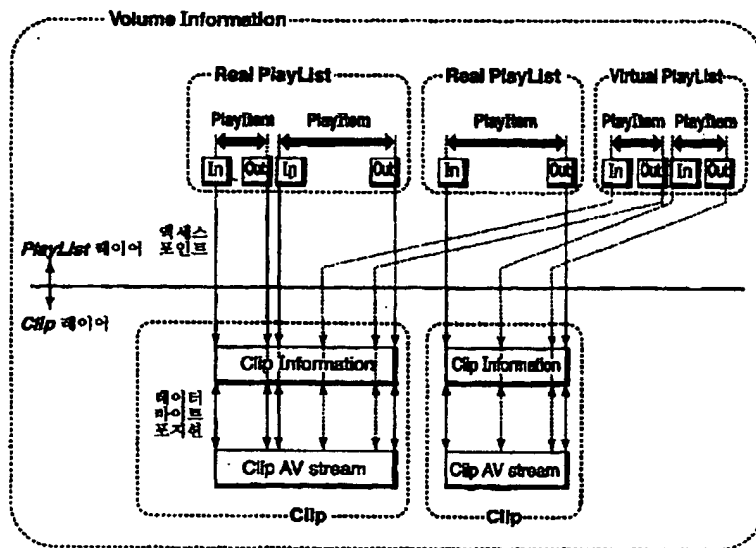 Volume Information
Real PlayList
Real PlayList
Virtual PlayList
PlayItem
PlayItem
PlayItem
PlayItem
PlayItem
In
Out
In
Out
In
Out
In
Out
In
Out
액세스
포인트
PlayList 레이어
Clip 레이어
Clip Information
Clip Information
데이터
바이트
포지션
Clip AV stream
Clip AV stream
Clip
Clip